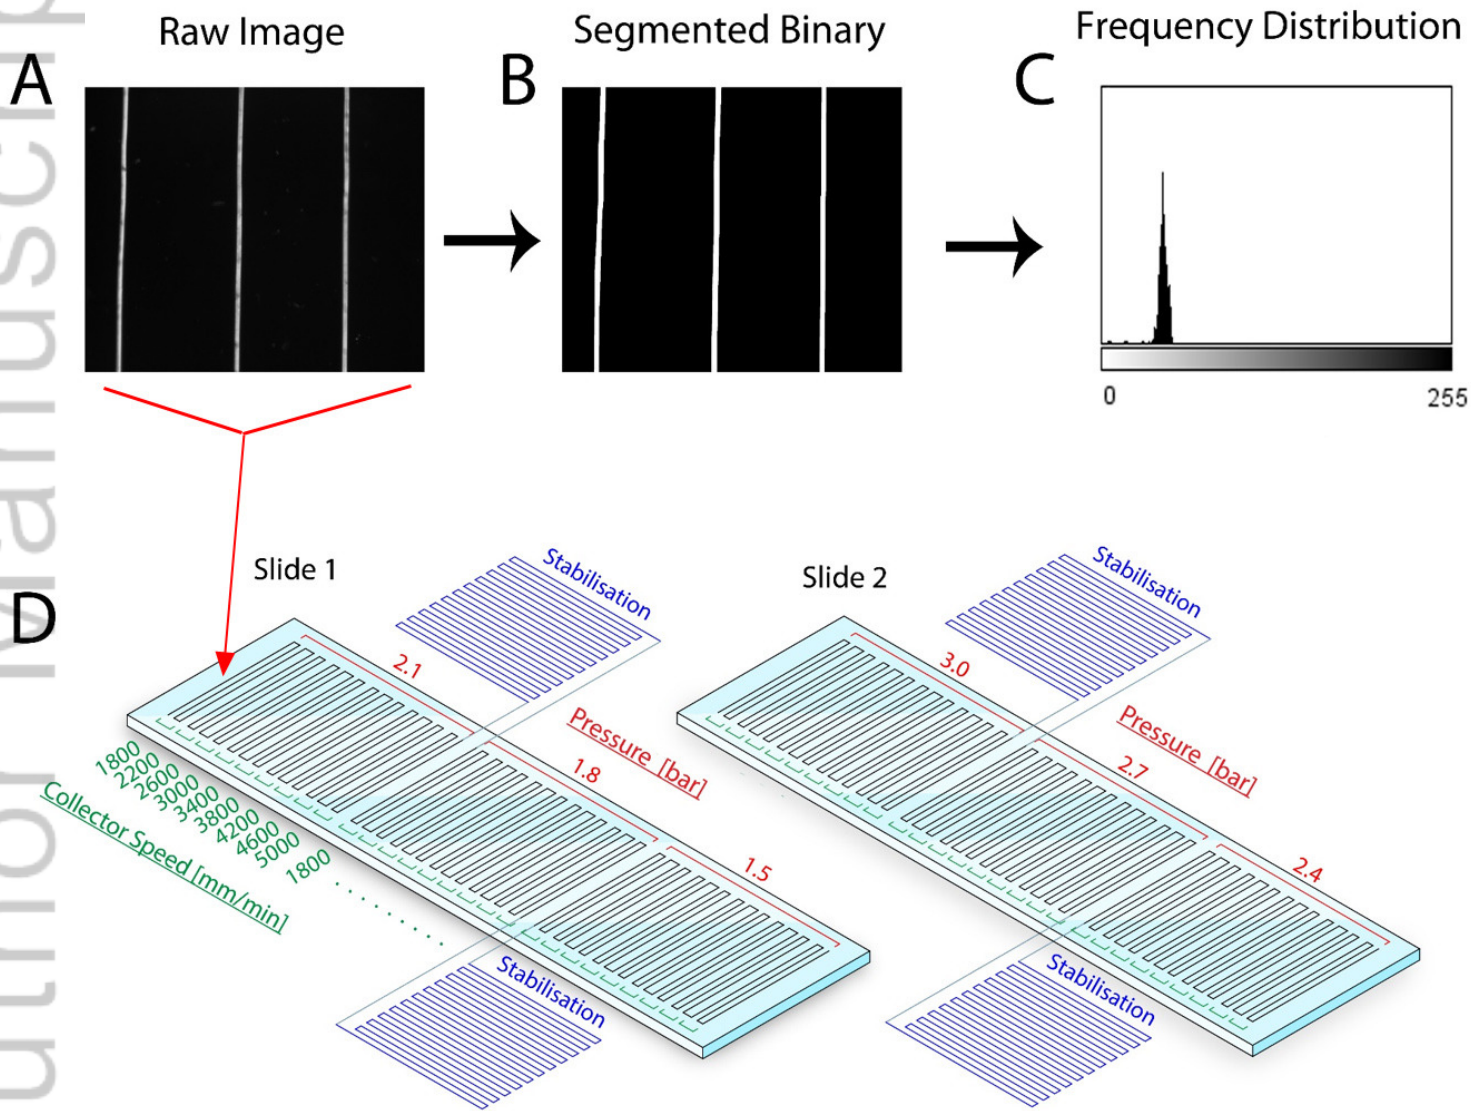 Author Manuscrip
Raw Image
Segmented Binary
Frequency Distribution
A
B
C
0
255
D
Slide 1
Slide 2
Stabilisation
Stabilisation
2.1
1.8
1.5
Pressure [bar]
3.0
2.7
2.4
Pressure [bar]
1800
2200
2600
3000
3400
3800
4200
4600
5000
1800 . . . . . . . . .
Collector Speed [mm/min]
Stabilisation
Stabilisation